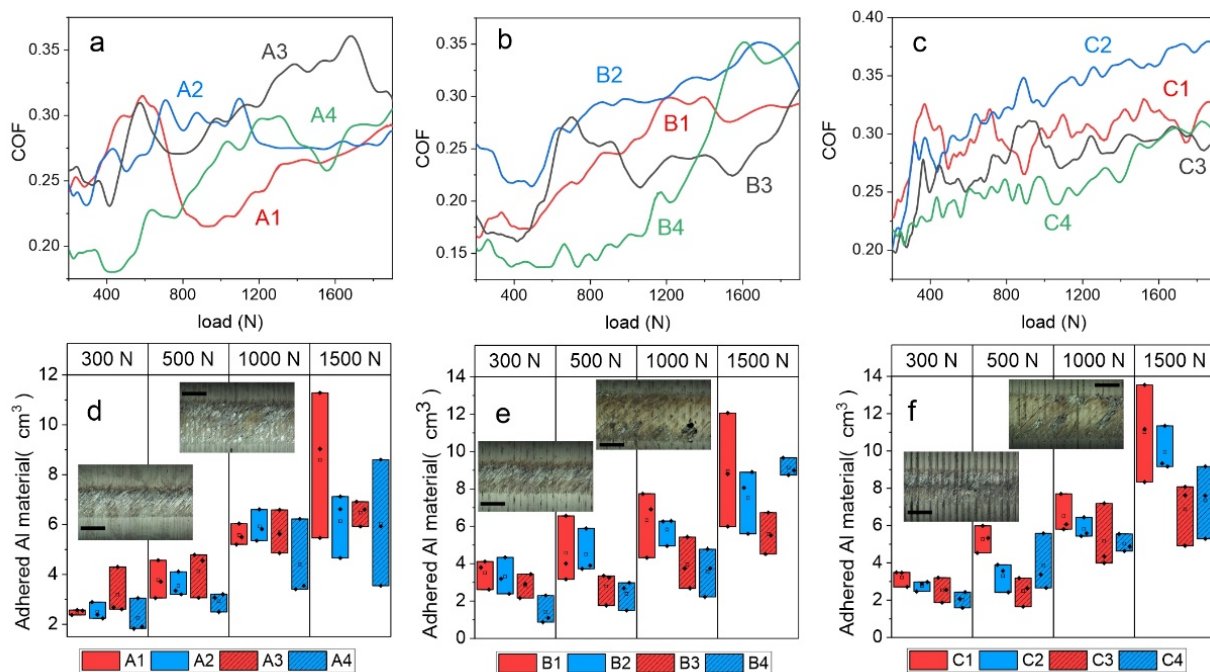 a
A3
A2
A4
A1
COF
0.35
0.30
0.25
0.20
400
800
1200
1600
load (N)
b
B2
B1
B3
B4
COF
0.35
0.30
0.25
0.20
0.15
400
800
1200
1600
load (N)
c
C2
C1
C3
C4
COF
0.40
0.35
0.30
0.25
0.20
400
800
1200
1600
load (N)
300 N
500 N
1000 N
1500 N
d
Adhered Al material( cm³ )
12
10
8
6
4
2
A1
A2
A3
A4
300 N
500 N
1000 N
1500 N
e
Adhered Al material( cm³ )
14
12
10
8
6
4
2
0
B1
B2
B3
B4
300 N
500 N
1000 N
1500 N
f
Adhered Al material( cm³ )
14
12
10
8
6
4
2
0
C1
C2
C3
C4